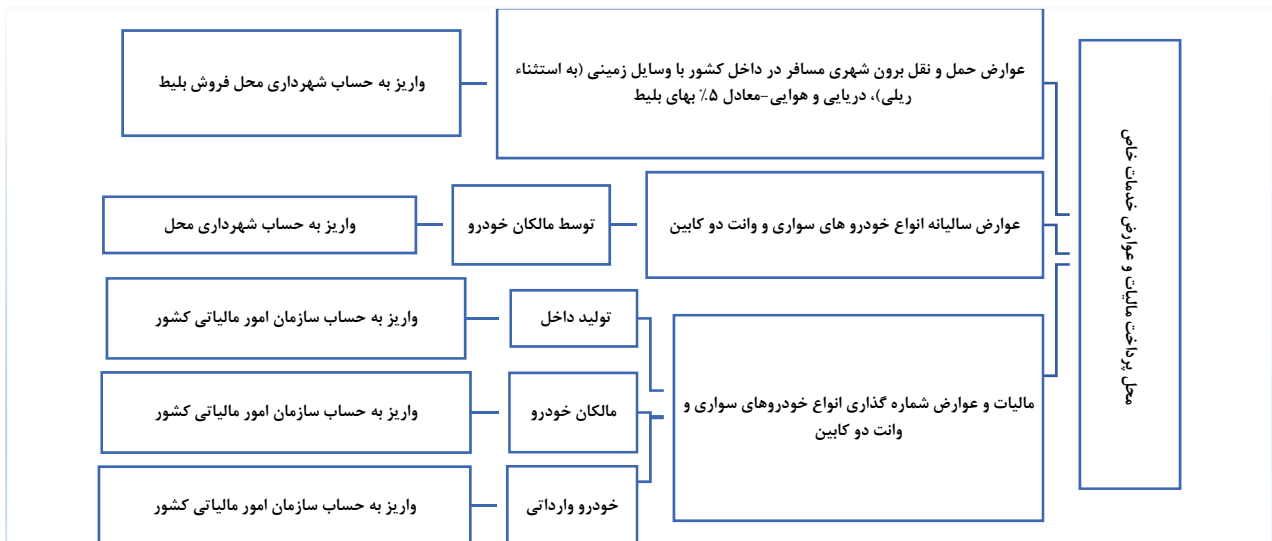 محل پرداخت مالیات و عوارض خدمات خاص
عوارض حمل و نقل برون شهری مسافر در داخل کشور با وسایل زمینی (به استثناء
ریلی)، دریایی و هوایی-معادل ۵٪ بهای بلیط
واریز به حساب شهرداری محل فروش بلیط
عوارض سالیانه انواع خودرو های سواری و وانت دو کابین
توسط مالکان خودرو
واریز به حساب شهرداری محل
مالیات و عوارض شماره گذاری انواع خودروهای سواری و
وانت دو کابین
تولید داخل
واریز به حساب سازمان امور مالیاتی کشور
مالکان خودرو
واریز به حساب سازمان امور مالیاتی کشور
خودرو وارداتی
واریز به حساب سازمان امور مالیاتی کشور